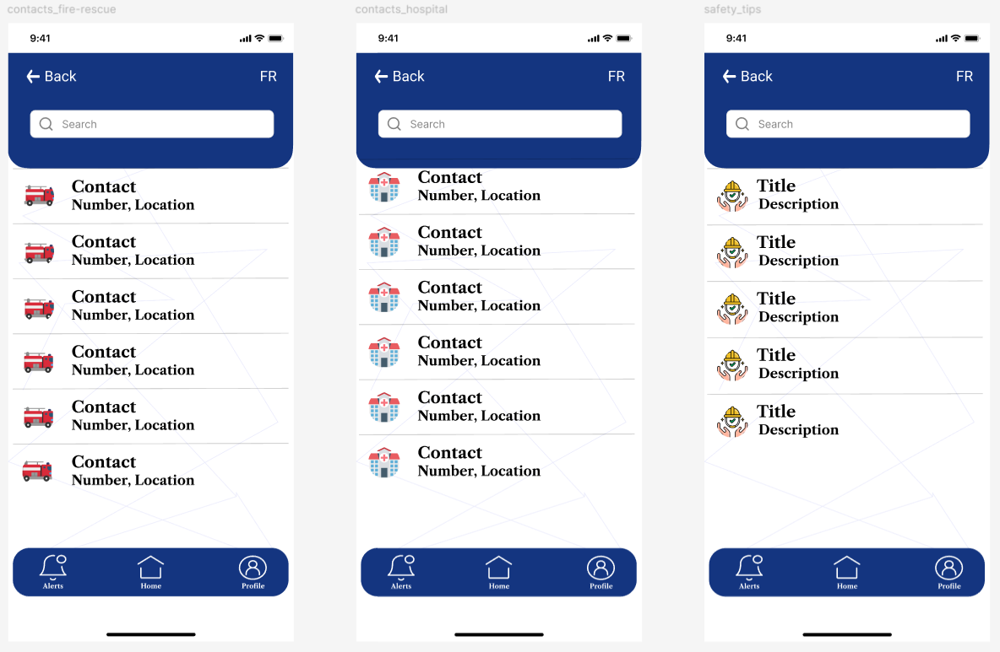 contacts_fire-rescue
9:41
Back
FR
Search
Contact
Number, Location
Contact
Number, Location
Contact
Number, Location
Contact
Number, Location
Contact
Number, Location
Contact
Number, Location
Alerts
Home
Profile
contacts_hospital
9:41
Back
FR
Search
Contact
Number, Location
Contact
Number, Location
Contact
Number, Location
Contact
Number, Location
Contact
Number, Location
Contact
Number, Location
Alerts
Home
Profile
safety_tips
9:41
Back
FR
Search
Title
Description
Title
Description
Title
Description
Title
Description
Title
Description
Alerts
Home
Profile